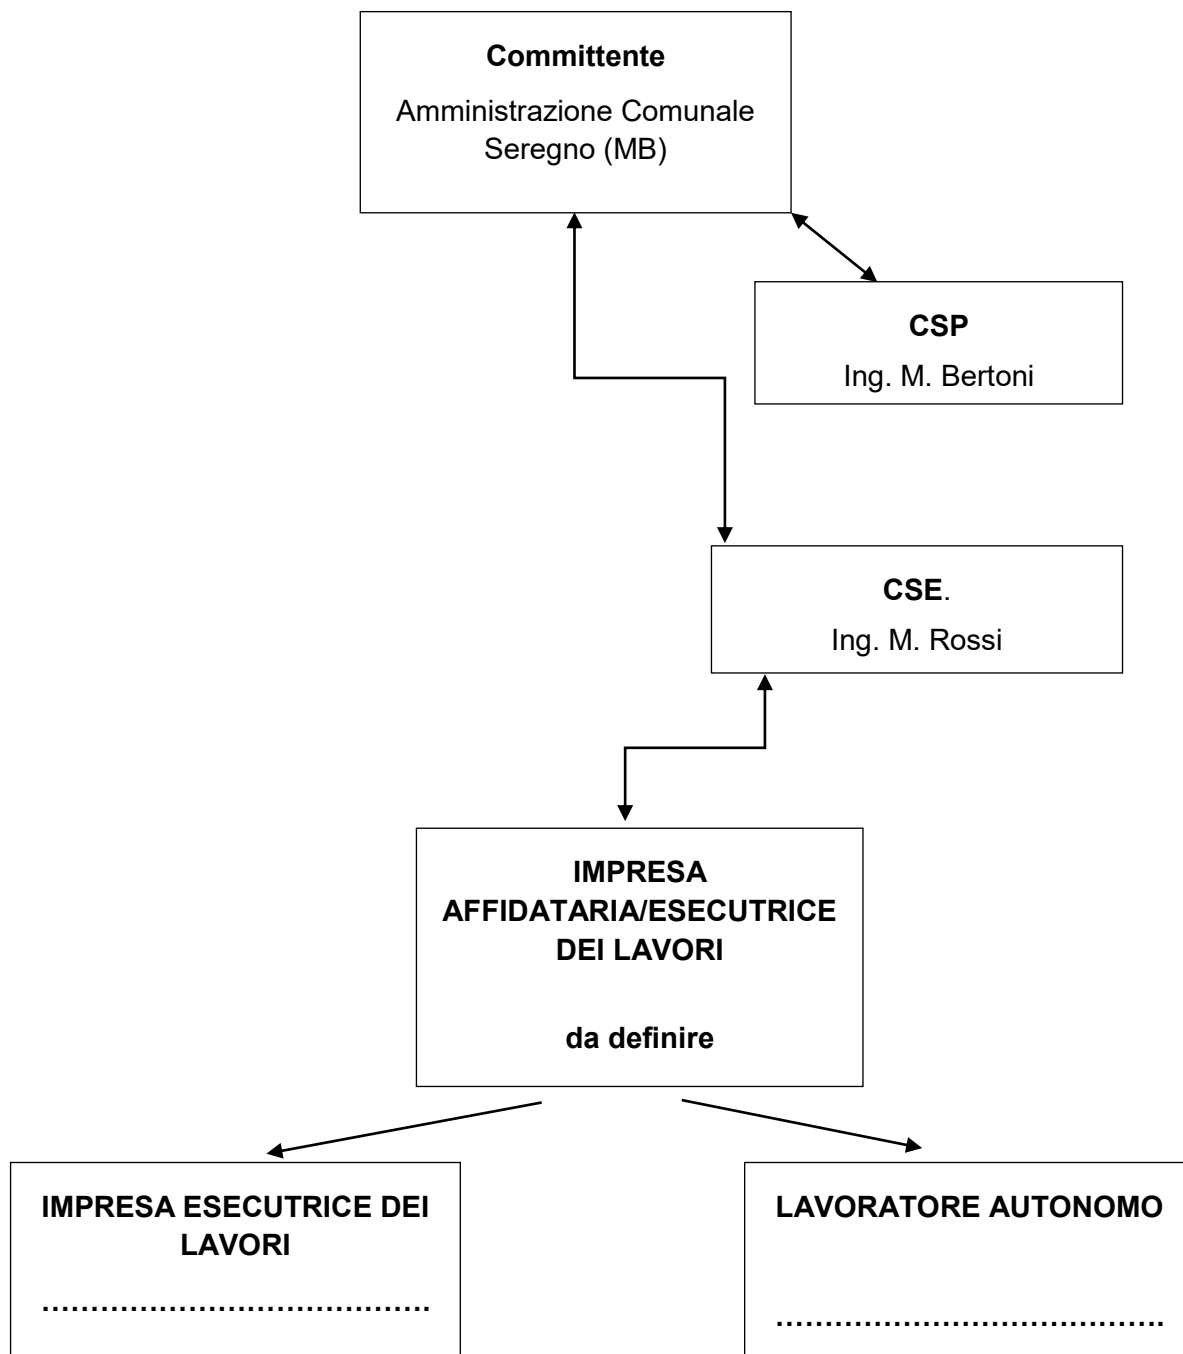 Committente
Amministrazione Comunale
Seregno (MB)
CSP
Ing. M. Bertoni
CSE.
Ing. M. Rossi
IMPRESA
AFFIDATARIA/ESECUTRICE
DEI LAVORI
da definire
IMPRESA ESECUTRICE DEI
LAVORI
........................................
LAVORATORE AUTONOMO
........................................